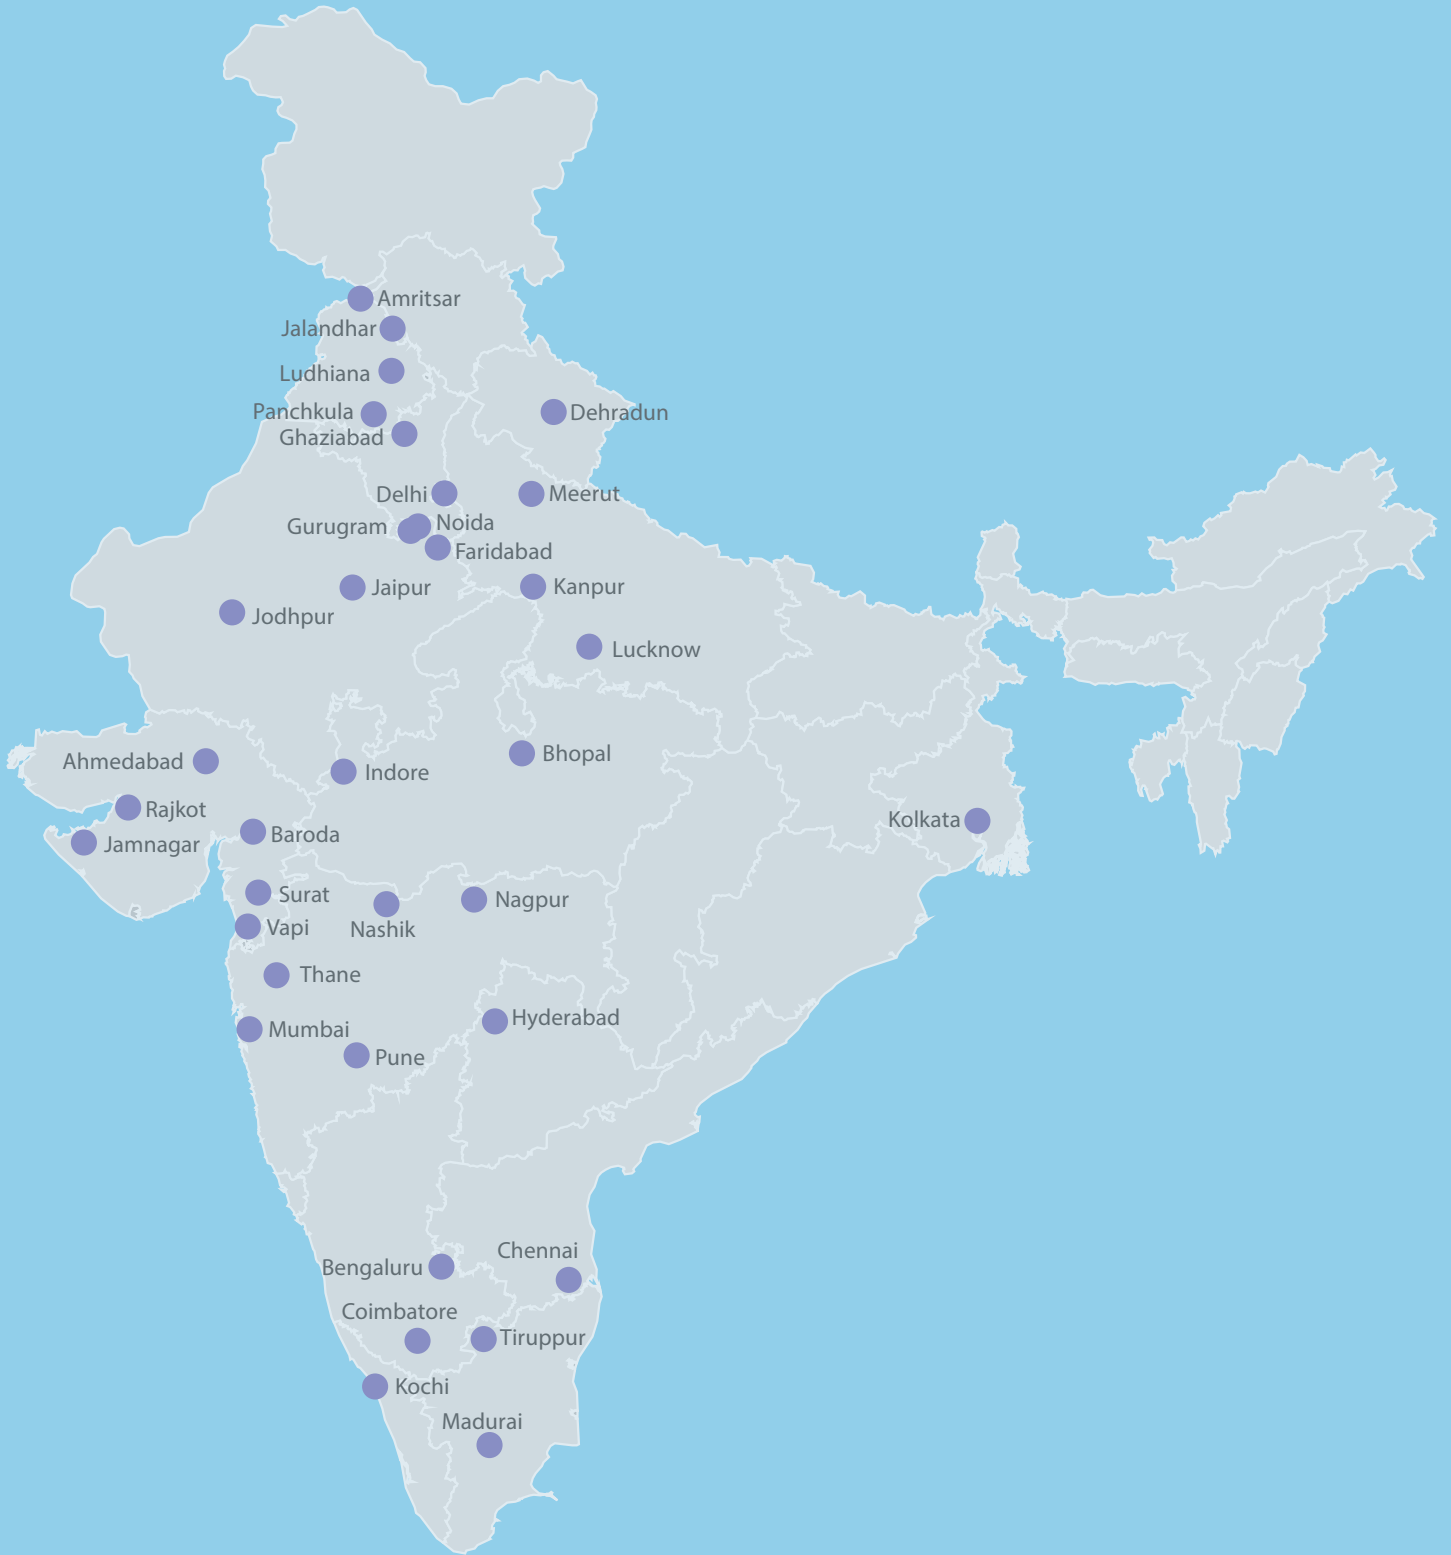 Amritsar
Jalandhar
Ludhiana
Panchkula
Dehradun
Ghaziabad
Delhi
Meerut
Gurugram
Noida
Faridabad
Jaipur
Kanpur
Jodhpur
Lucknow
Ahmedabad
Indore
Bhopal
Rajkot
Kolkata
Baroda
Jamnagar
Surat
Nagpur
Vapi
Nashik
Thane
Hyderabad
Mumbai
Pune
Chennai
Bengaluru
Coimbatore
Tiruppur
Kochi
Madurai